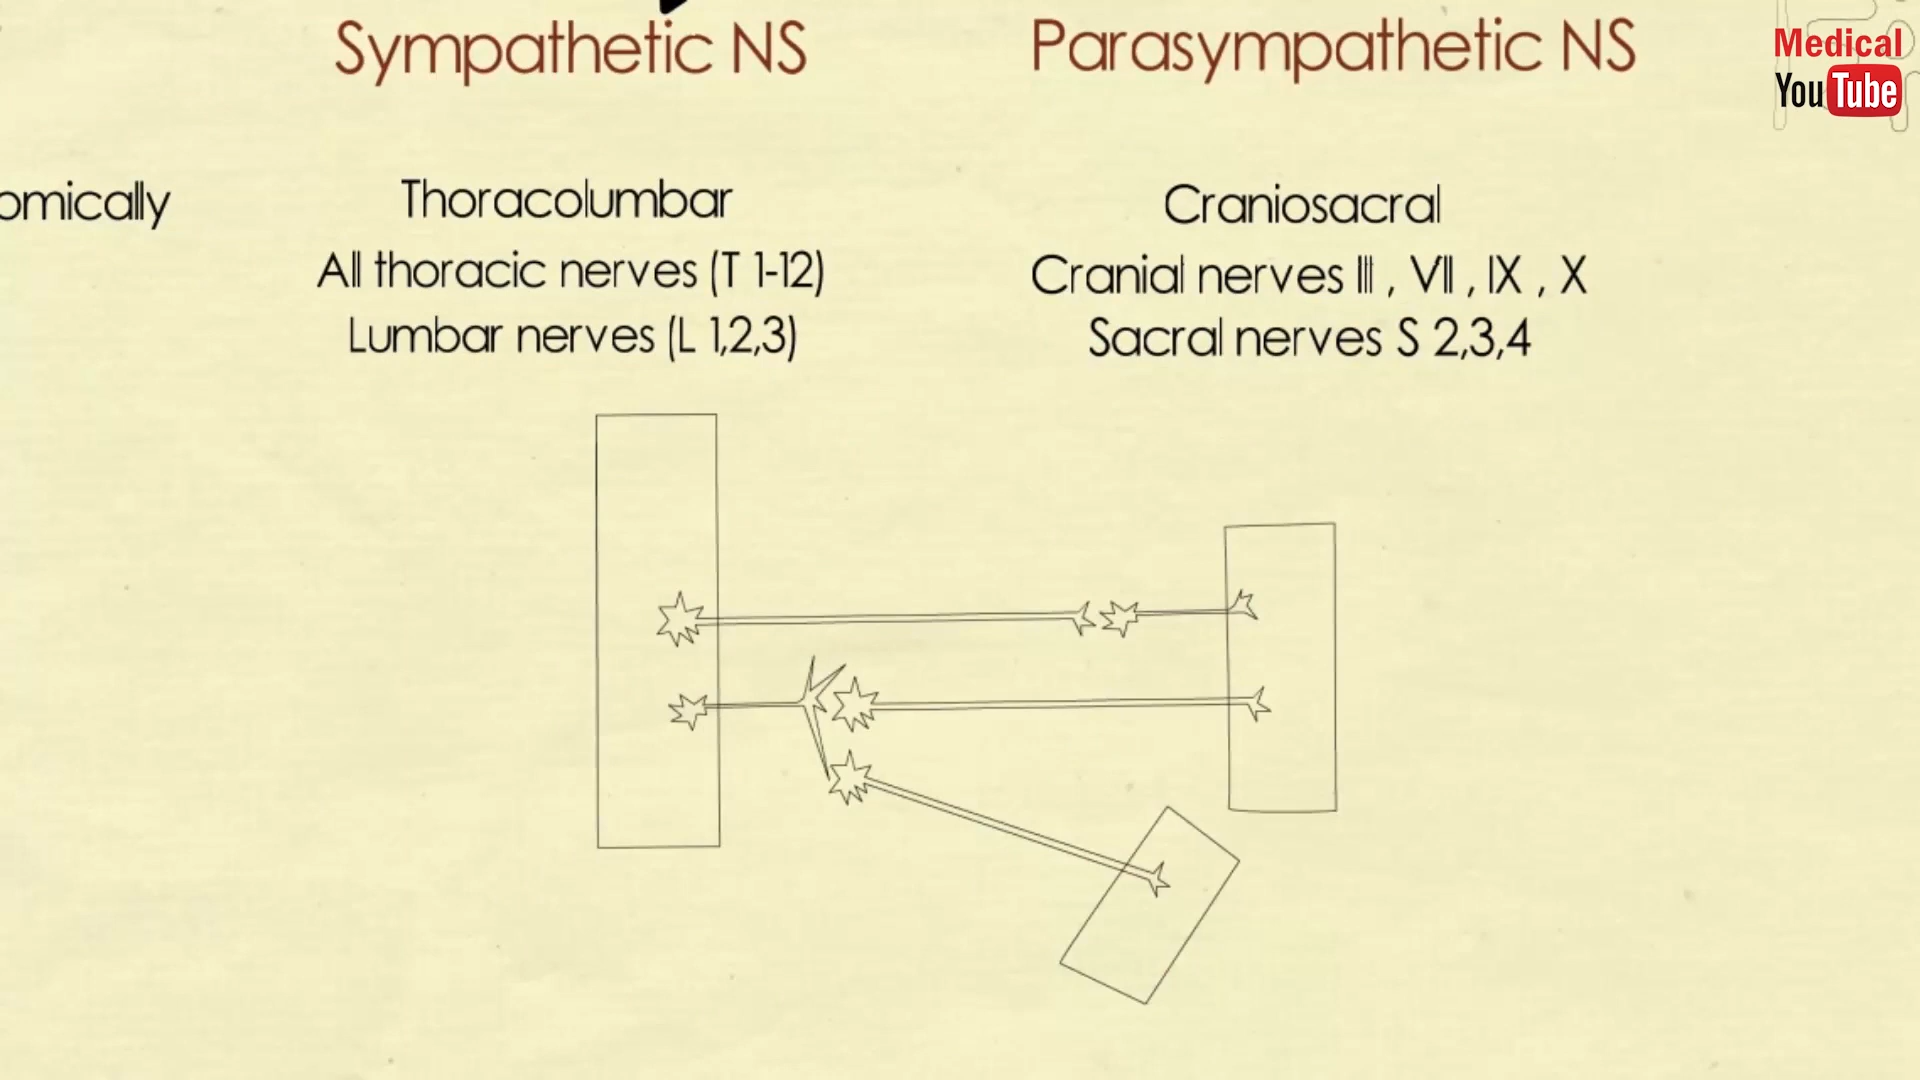 Sympathetic NS
Parasympathetic NS
Medical
YouTube
omically
Thoracolumbar
Craniosacral
All thoracic nerves (T 1-12)
Cranial nerves III , VII , IX , X
Lumbar nerves (L 1,2,3)
Sacral nerves S 2,3,4